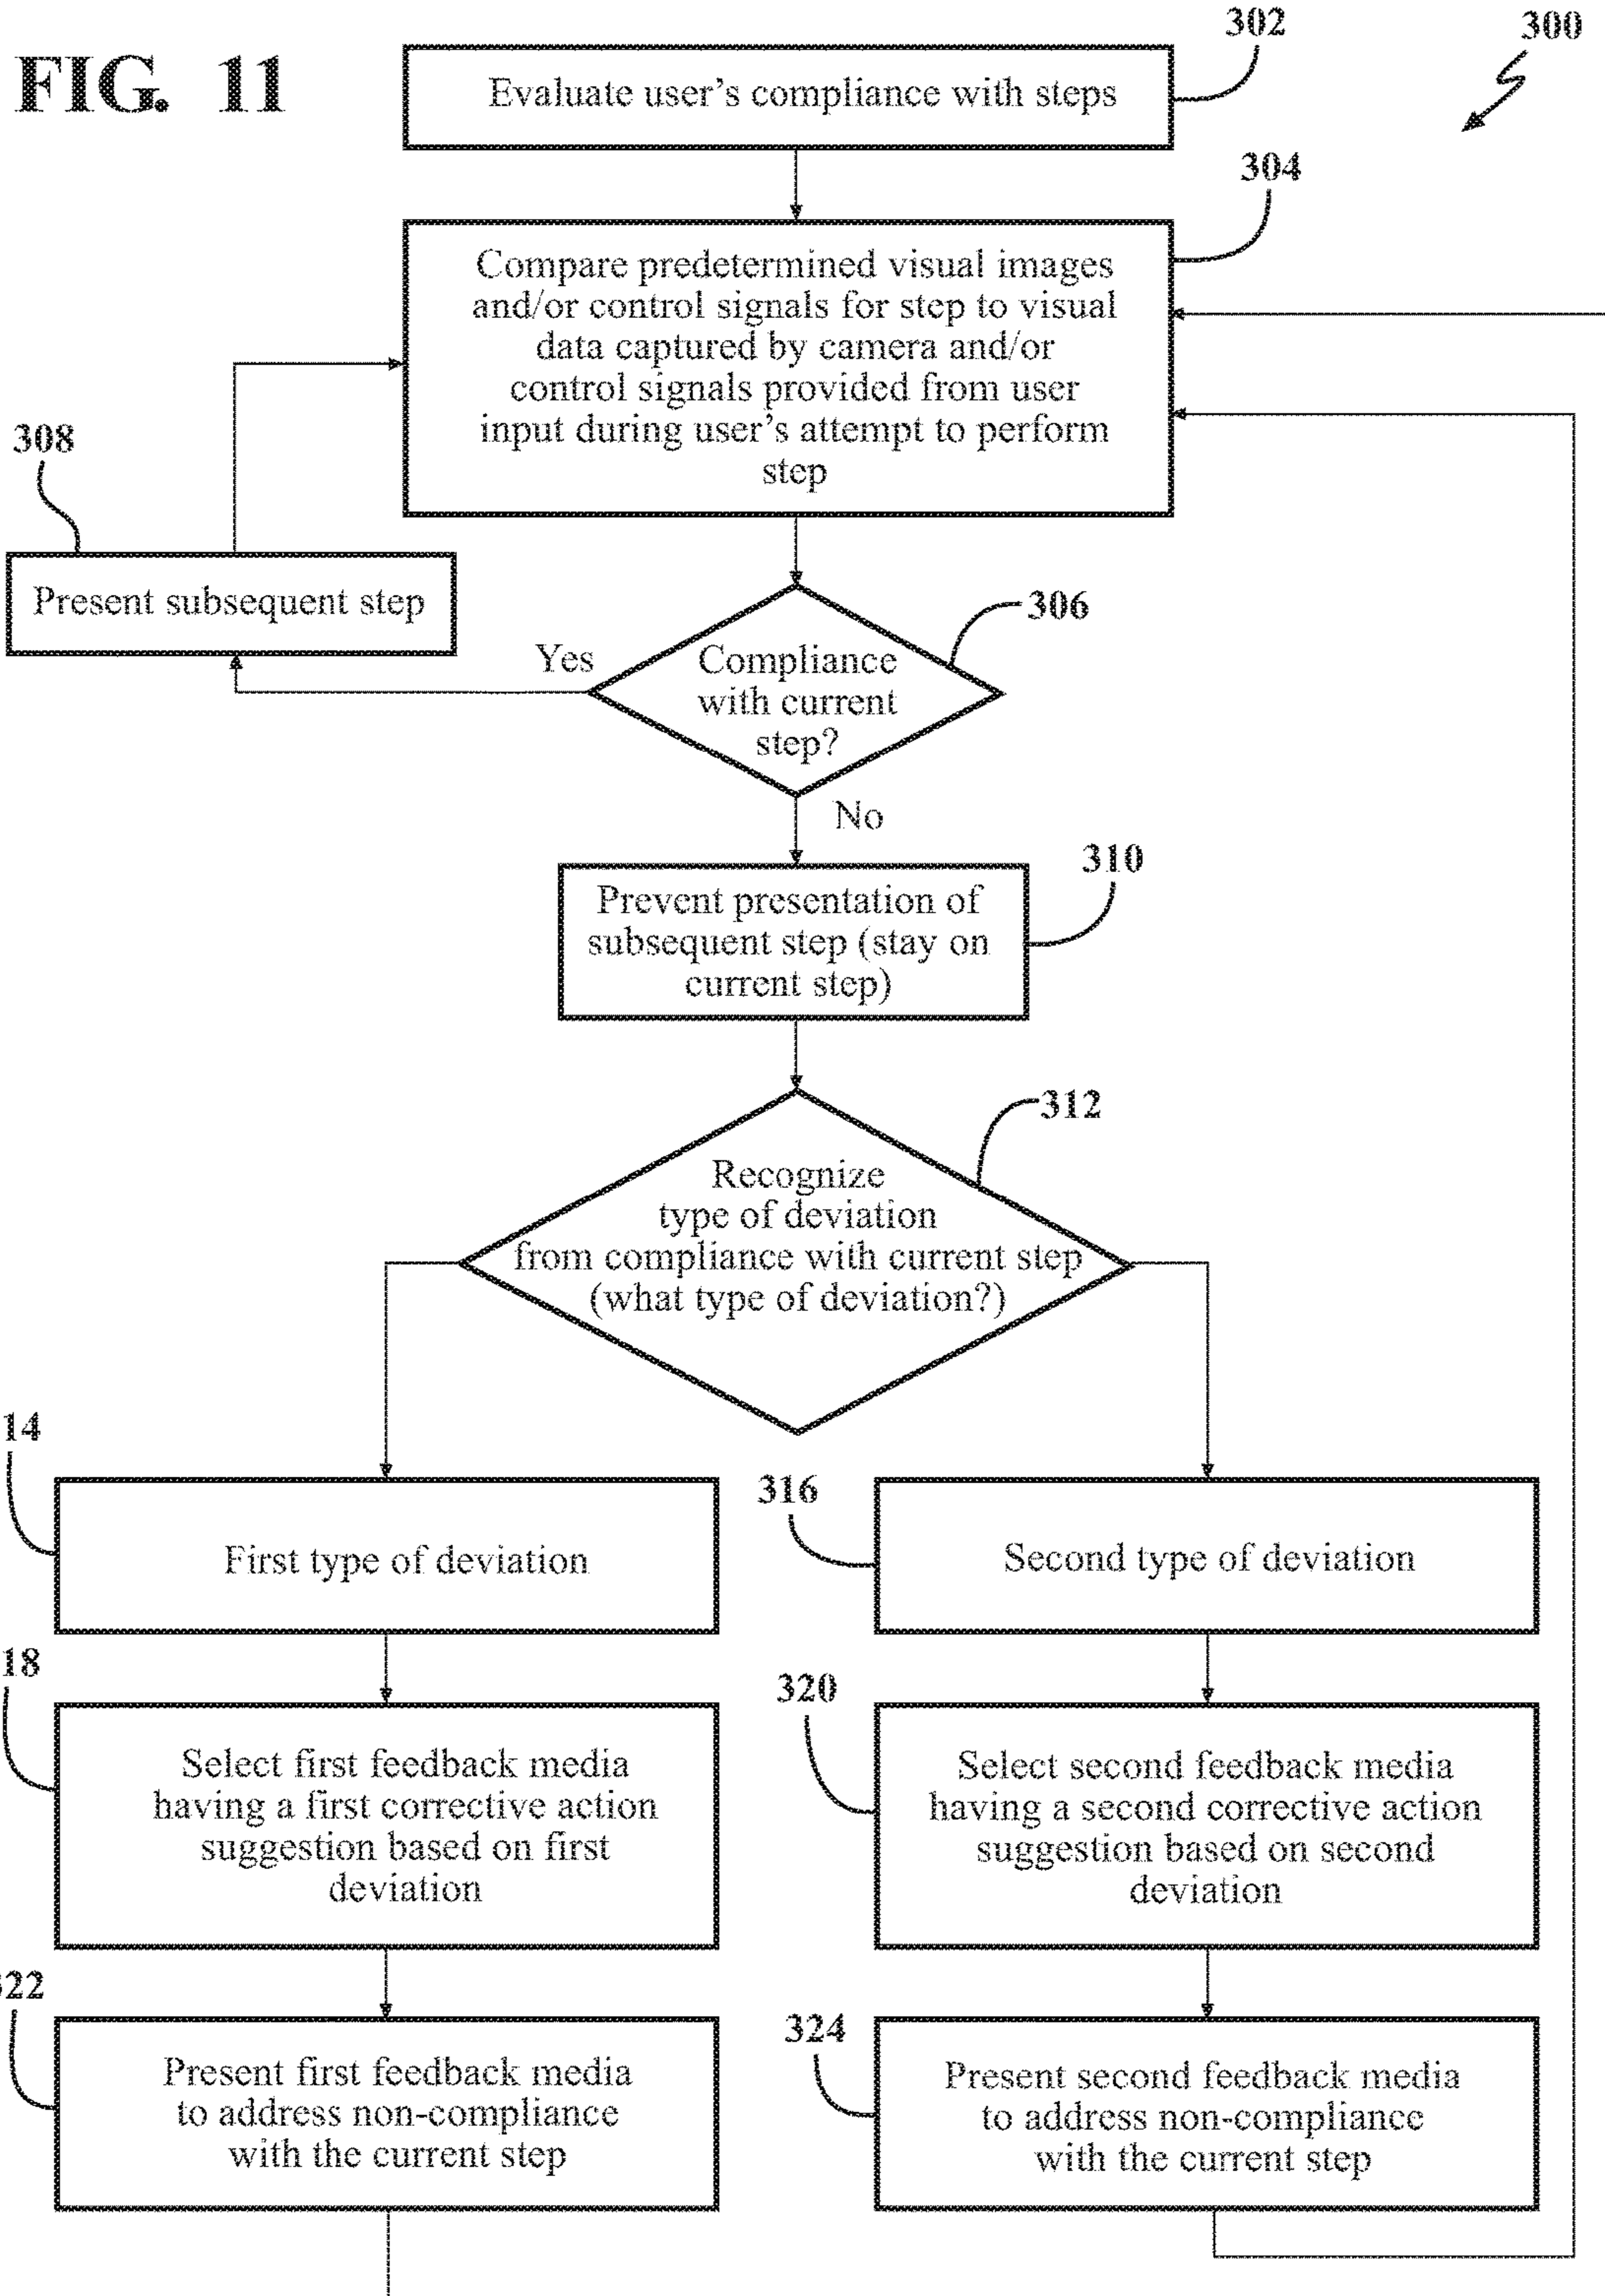 FIG. 11
302
300
Evaluate user's compliance with steps
304
Compare predetermined visual images
and/or control signals for step to visual
data captured by camera and/or
control signals provided from user
input during user's attempt to perform
step
308
Present subsequent step
306
Yes
Compliance
with current
step?
No
310
Prevent presentation of
subsequent step (stay on
current step)
312
Recognize
type of deviation
from compliance with current step
(what type of deviation?)
14
First type of deviation
316
Second type of deviation
18
Select first feedback media
having a first corrective action
suggestion based on first
deviation
320
Select second feedback media
having a second corrective action
suggestion based on second
deviation
322
Present first feedback media
to address non-compliance
with the current step
324
Present second feedback media
to address non-compliance
with the current step